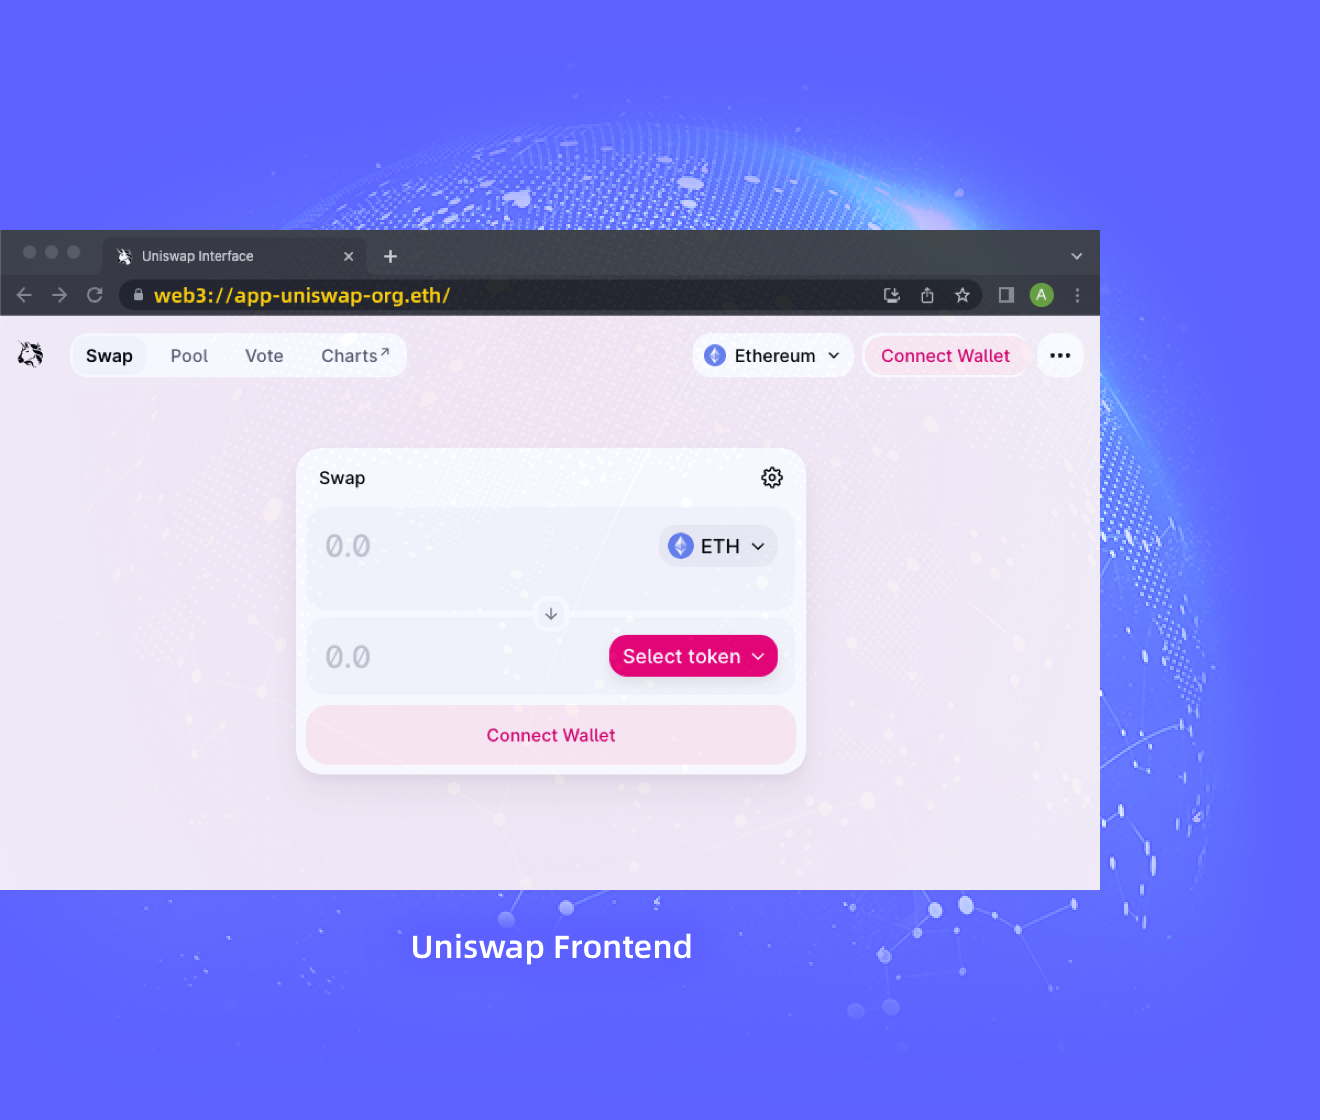 Uniswap Interface
web3://app-uniswap-org.eth/
A
Swap Pool Vote Charts↗ Ethereum Connect Wallet
Swap
0.0 ETH
0.0 Select token
Connect Wallet
Uniswap Frontend